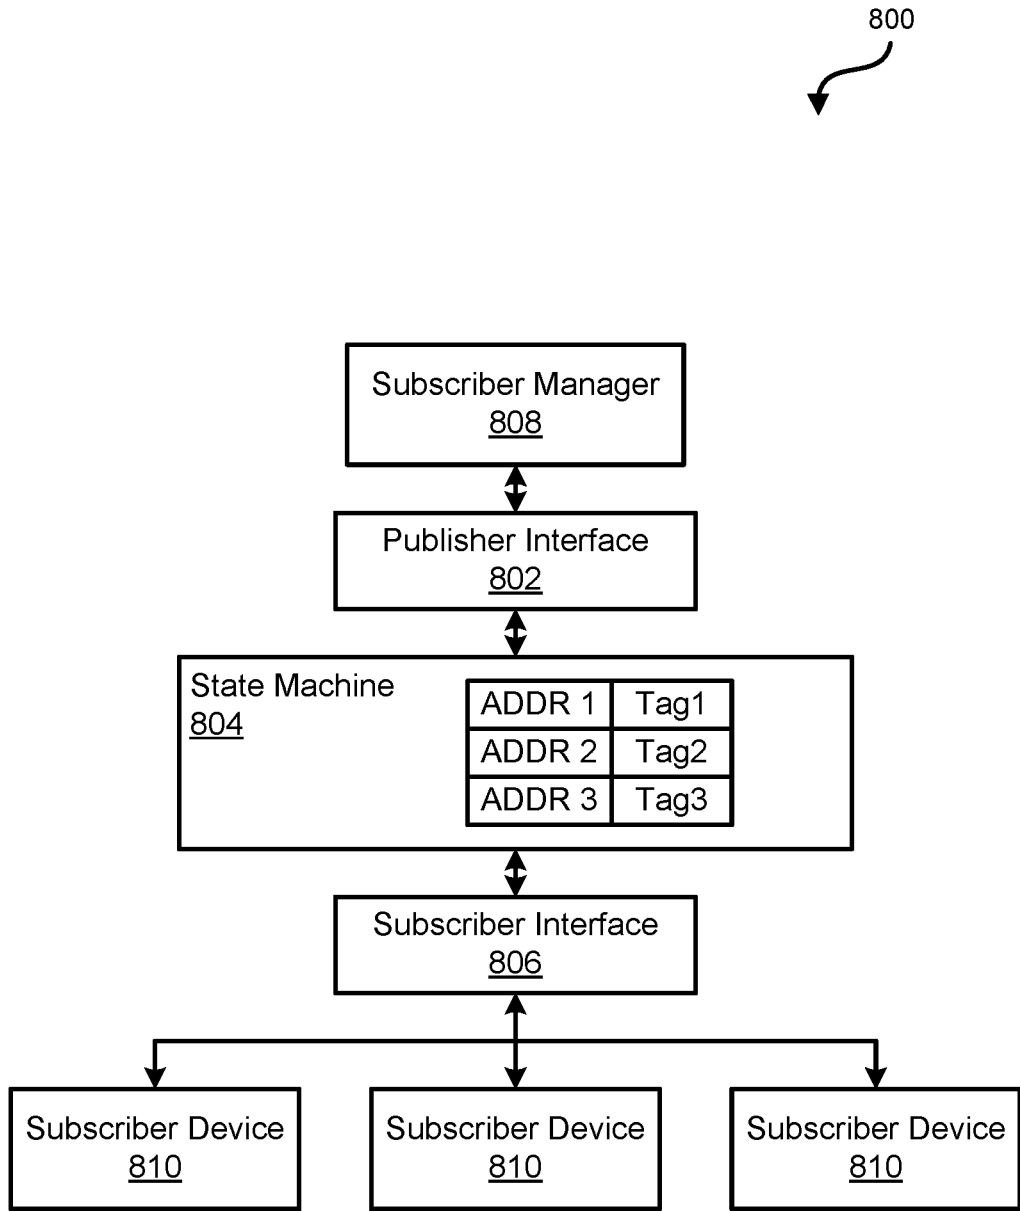 800
Subscriber Manager
808
Publisher Interface
802
State Machine
804
ADDR 1 Tag1
ADDR 2 Tag2
ADDR 3 Tag3
Subscriber Interface
806
Subscriber Device Subscriber Device Subscriber Device
810 810 810